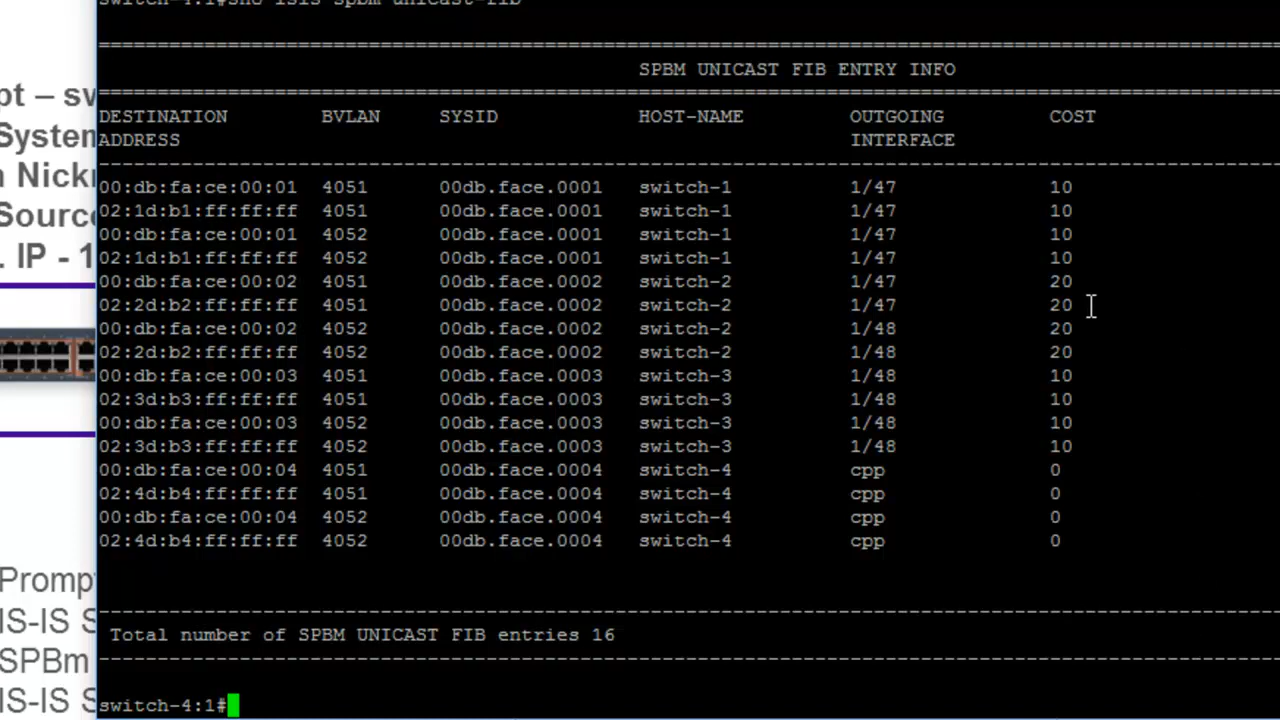 switch-4:1#sho isis spbm unicast-fib
================================================================================
SPBM UNICAST FIB ENTRY INFO
================================================================================
DESTINATION BVLAN SYSID HOST-NAME OUTGOING COST
ADDRESS INTERFACE
--------------------------------------------------------------------------------
00:db:fa:ce:00:01 4051 00db.face.0001 switch-1 1/47 10
02:1d:b1:ff:ff:ff 4051 00db.face.0001 switch-1 1/47 10
00:db:fa:ce:00:01 4052 00db.face.0001 switch-1 1/47 10
02:1d:b1:ff:ff:ff 4052 00db.face.0001 switch-1 1/47 10
00:db:fa:ce:00:02 4051 00db.face.0002 switch-2 1/47 20
02:2d:b2:ff:ff:ff 4051 00db.face.0002 switch-2 1/47 20
00:db:fa:ce:00:02 4052 00db.face.0002 switch-2 1/48 20
02:2d:b2:ff:ff:ff 4052 00db.face.0002 switch-2 1/48 20
00:db:fa:ce:00:03 4051 00db.face.0003 switch-3 1/48 10
02:3d:b3:ff:ff:ff 4051 00db.face.0003 switch-3 1/48 10
00:db:fa:ce:00:03 4052 00db.face.0003 switch-3 1/48 10
02:3d:b3:ff:ff:ff 4052 00db.face.0003 switch-3 1/48 10
00:db:fa:ce:00:04 4051 00db.face.0004 switch-4 cpp 0
02:4d:b4:ff:ff:ff 4051 00db.face.0004 switch-4 cpp 0
00:db:fa:ce:00:04 4052 00db.face.0004 switch-4 cpp 0
02:4d:b4:ff:ff:ff 4052 00db.face.0004 switch-4 cpp 0
--------------------------------------------------------------------------------
Total number of SPBM UNICAST FIB entries 16
--------------------------------------------------------------------------------
switch-4:1#
pt – sv
System
n Nick
Source
. IP - 1
Prompt
IS-IS S
SPBm
IS-IS S